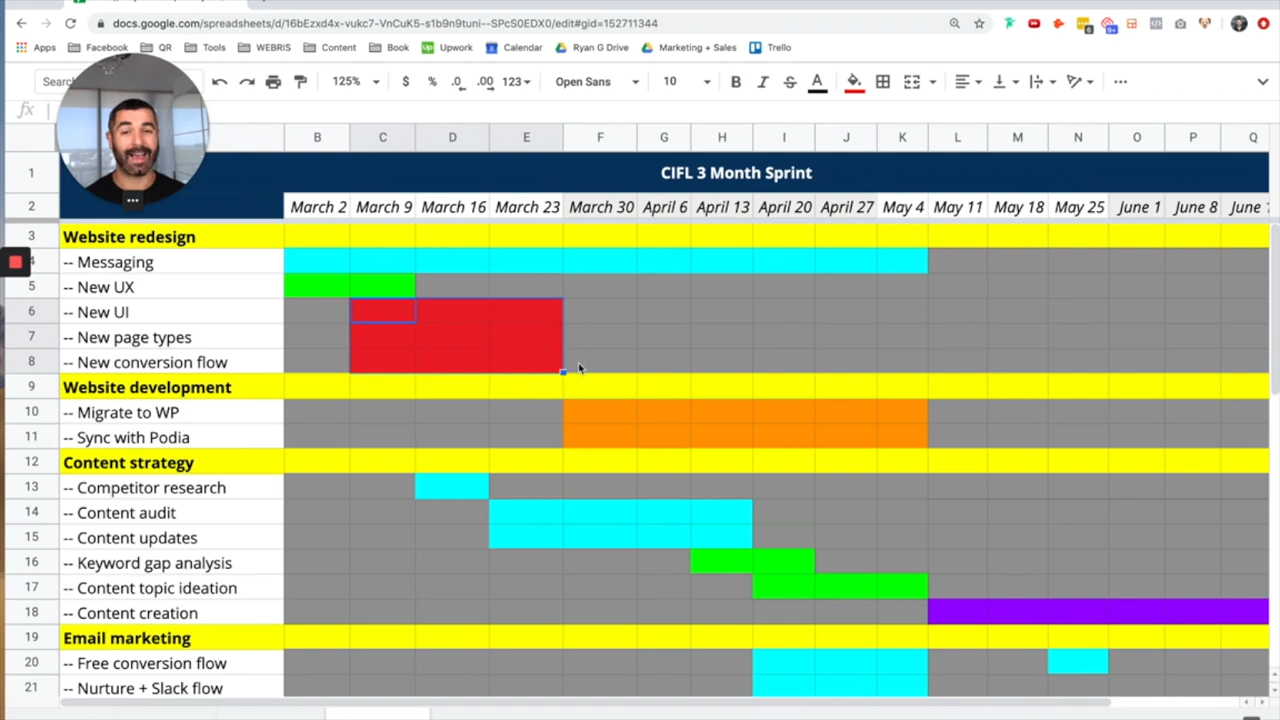 docs.google.com/spreadsheets/d/16bEzxd4x-vukc7-VnCuK5-s1b9n9tuni--SPcS0EDX0/edit#gid=152711344
6 9+
Apps Facebook QR Tools WEBRIS Content Book Up Upwork Calendar Ryan G Drive Marketing + Sales Trello
Searc 125% $ % .0 .00 123 Open Sans 10 B I S A
fx
B C D E F G H I J K L M N O P Q
1 CIFL 3 Month Sprint
2 March 2 March 9 March 16 March 23 March 30 April 6 April 13 April 20 April 27 May 4 May 11 May 18 May 25 June 1 June 8 June
3 Website redesign
4 -- Messaging
5 -- New UX
6 -- New UI
7 -- New page types
8 -- New conversion flow
9 Website development
10 -- Migrate to WP
11 -- Sync with Podia
12 Content strategy
13 -- Competitor research
14 -- Content audit
15 -- Content updates
16 -- Keyword gap analysis
17 -- Content topic ideation
18 -- Content creation
19 Email marketing
20 -- Free conversion flow
21 -- Nurture + Slack flow